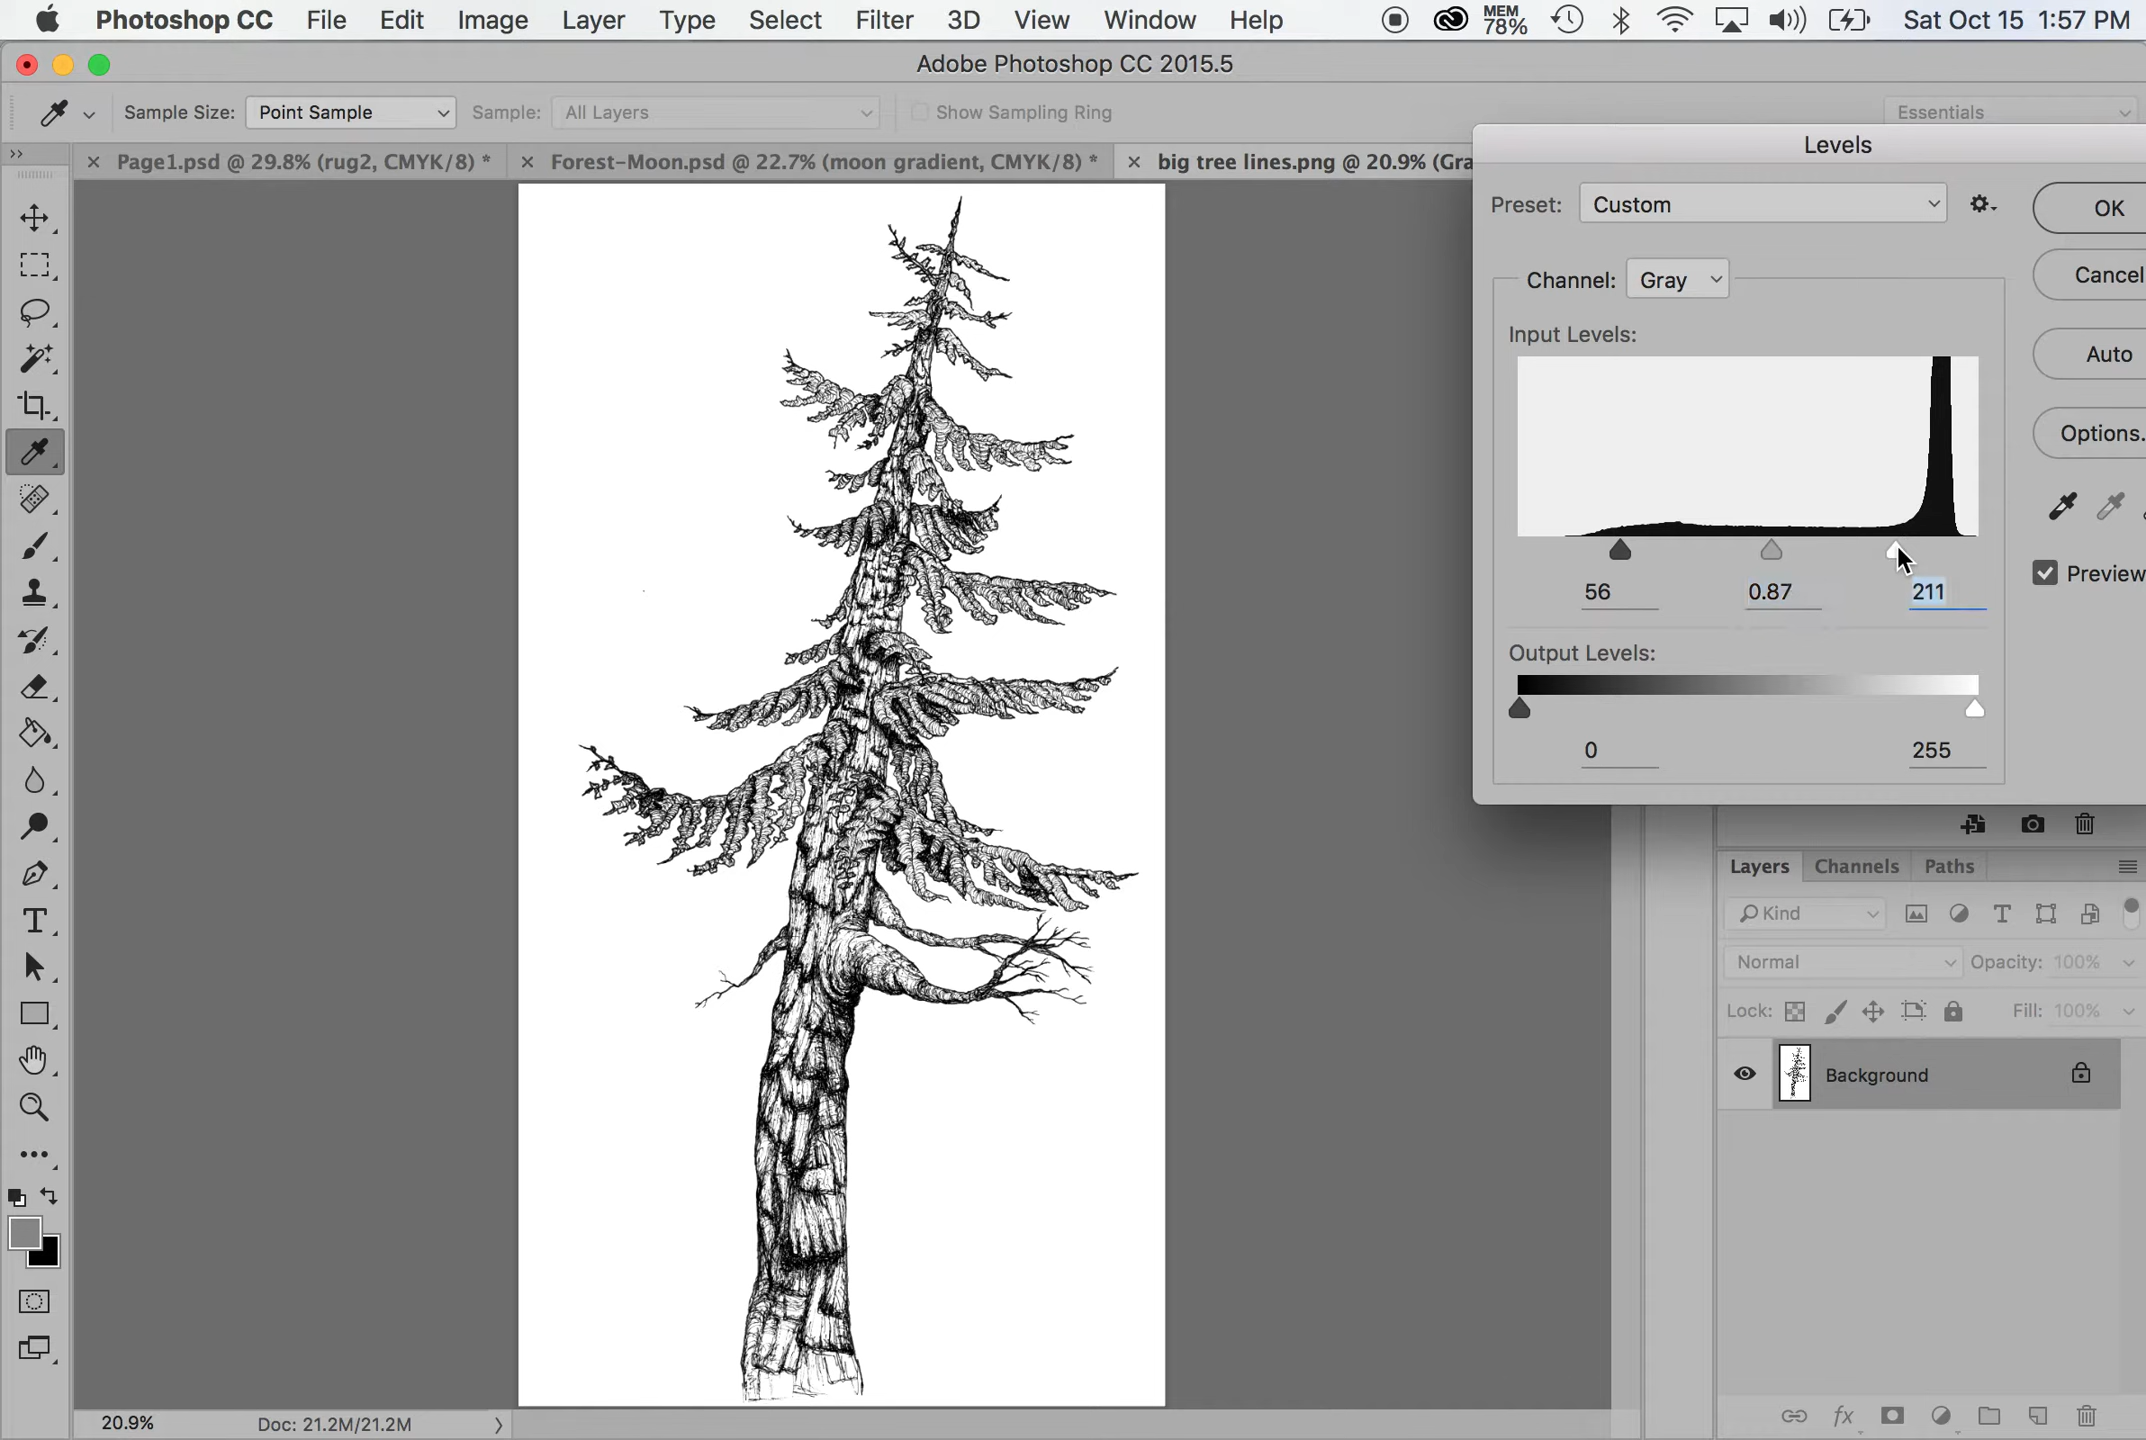 Photoshop CC File Edit Image Layer Type Select Filter 3D View Window Help MEM 78% Sat Oct 15 1:57 PM
Adobe Photoshop CC 2015.5
Sample Size: Point Sample Sample: All Layers Show Sampling Ring Essentials
Page1.psd @ 29.8% (rug2, CMYK/8) * Forest-Moon.psd @ 22.7% (moon gradient, CMYK/8) * big tree lines.png @ 20.9% (Gra
Levels
Preset: Custom OK
Channel: Gray Cancel
Input Levels:
Auto
Options.
Preview
56 0.87 211
Output Levels:
0 255
Layers Channels Paths
Kind
Normal Opacity: 100%
Lock: Fill: 100%
Background
20.9% Doc: 21.2M/21.2M
fx